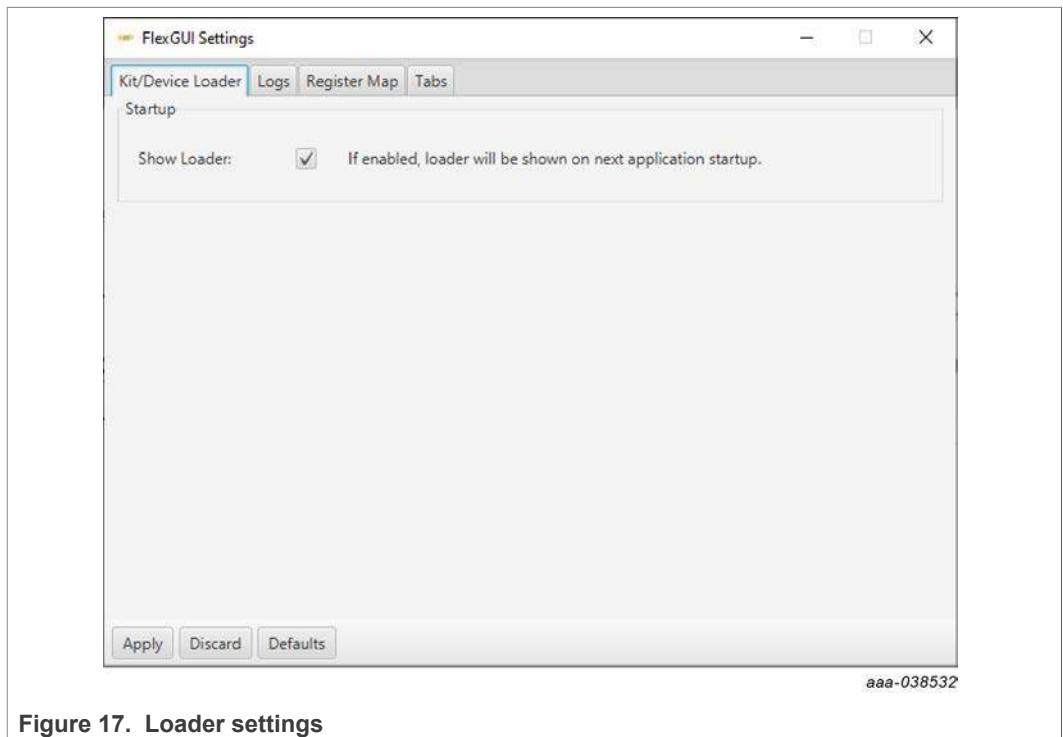 FlexGUI Settings
Kit/Device Loader Logs Register Map Tabs
Startup
Show Loader: If enabled, loader will be shown on next application startup.
Apply Discard Defaults
aaa-038532
Figure 17. Loader settings